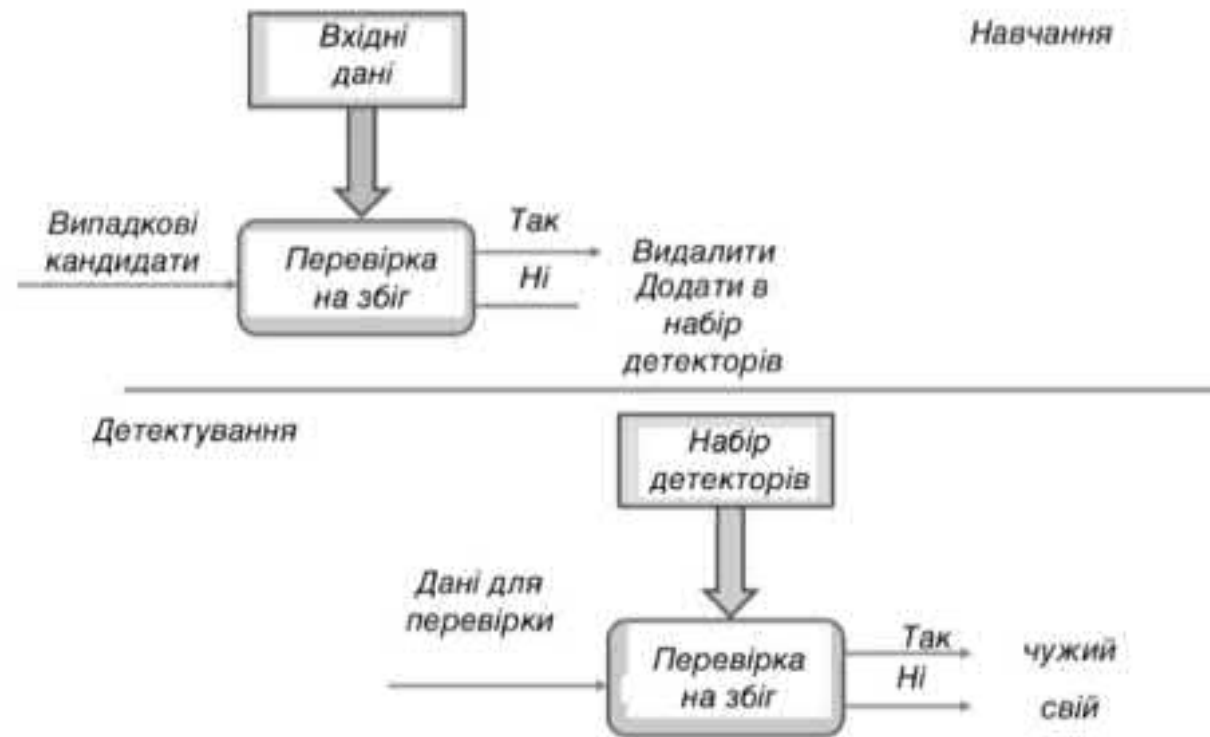 Вхідні
дані
Навчання
Випадкові
кандидати
Перевірка
на збіг
Так
Ні
Видалити
Додати в
набір
детекторів
Детектування
Набір
детекторів
Дані для
перевірки
Перевірка
на збіг
Так
Ні
чужий
свій